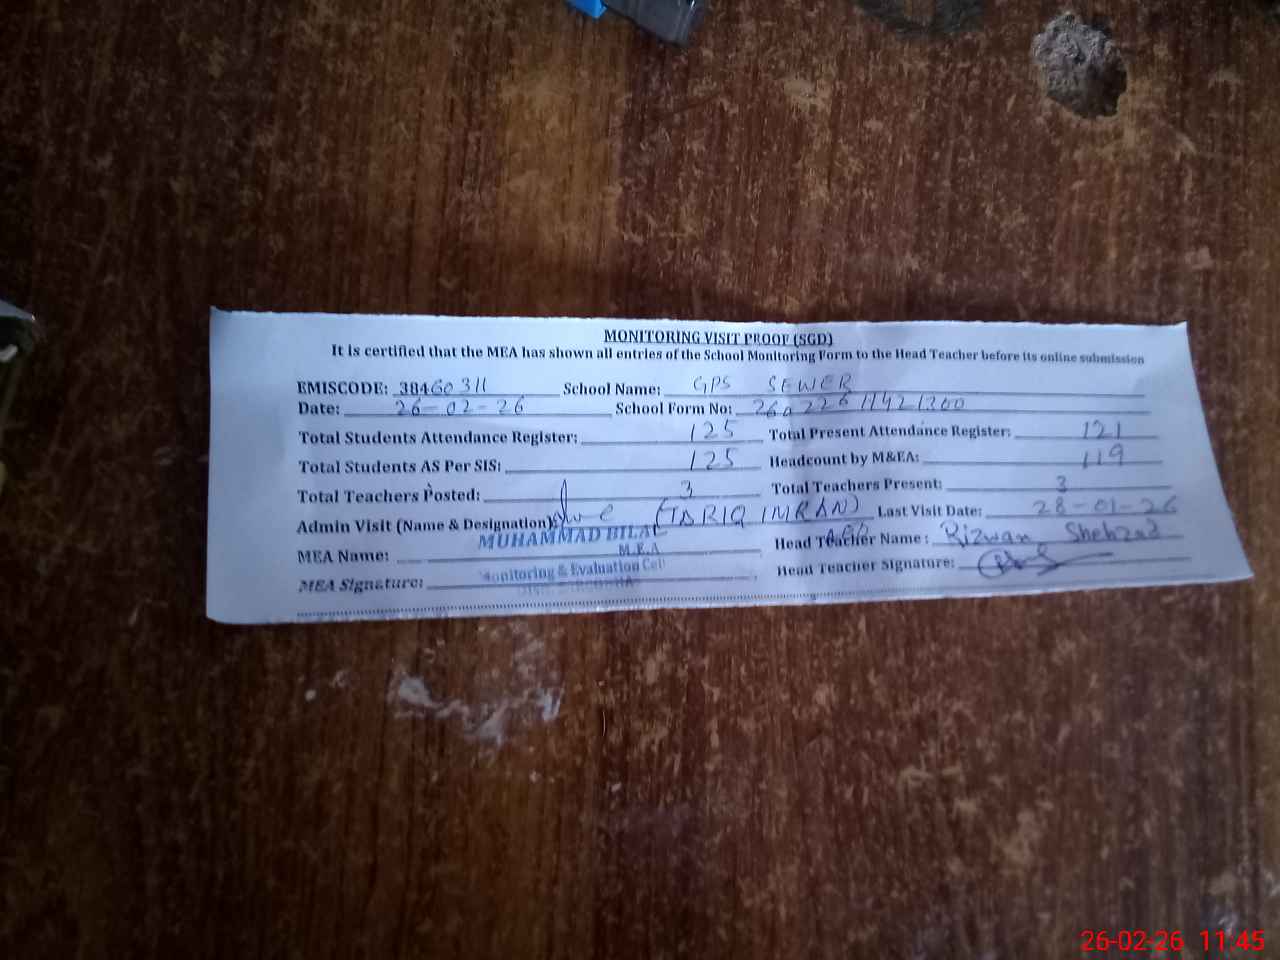 MONITORING VISIT PROOF (SGD)
It is certified that the MEA has shown all entries of the School Monitoring Form to the Head Teacher before its online submission
EMISCODE: 38460311 School Name: GPS SEWER
Date: 26-02-26 School Form No: 26022611421300
Total Students Attendance Register: 125 Total Present Attendance Register: 121
Total Students AS Per SIS: 125 Headcount by M&EA: 119
Total Teachers Posted: 3 Total Teachers Present: 3
Admin Visit (Name & Designation): (TARIQ IMRAN) Last Visit Date: 28-01-26
MEA Name: MUHAMMAD BILAL Head Teacher Name: Rizwan Shehzad
M.E.A
MEA Signature: Monitoring & Evaluation Cell Head Teacher Signature:
26-02-26 11:45